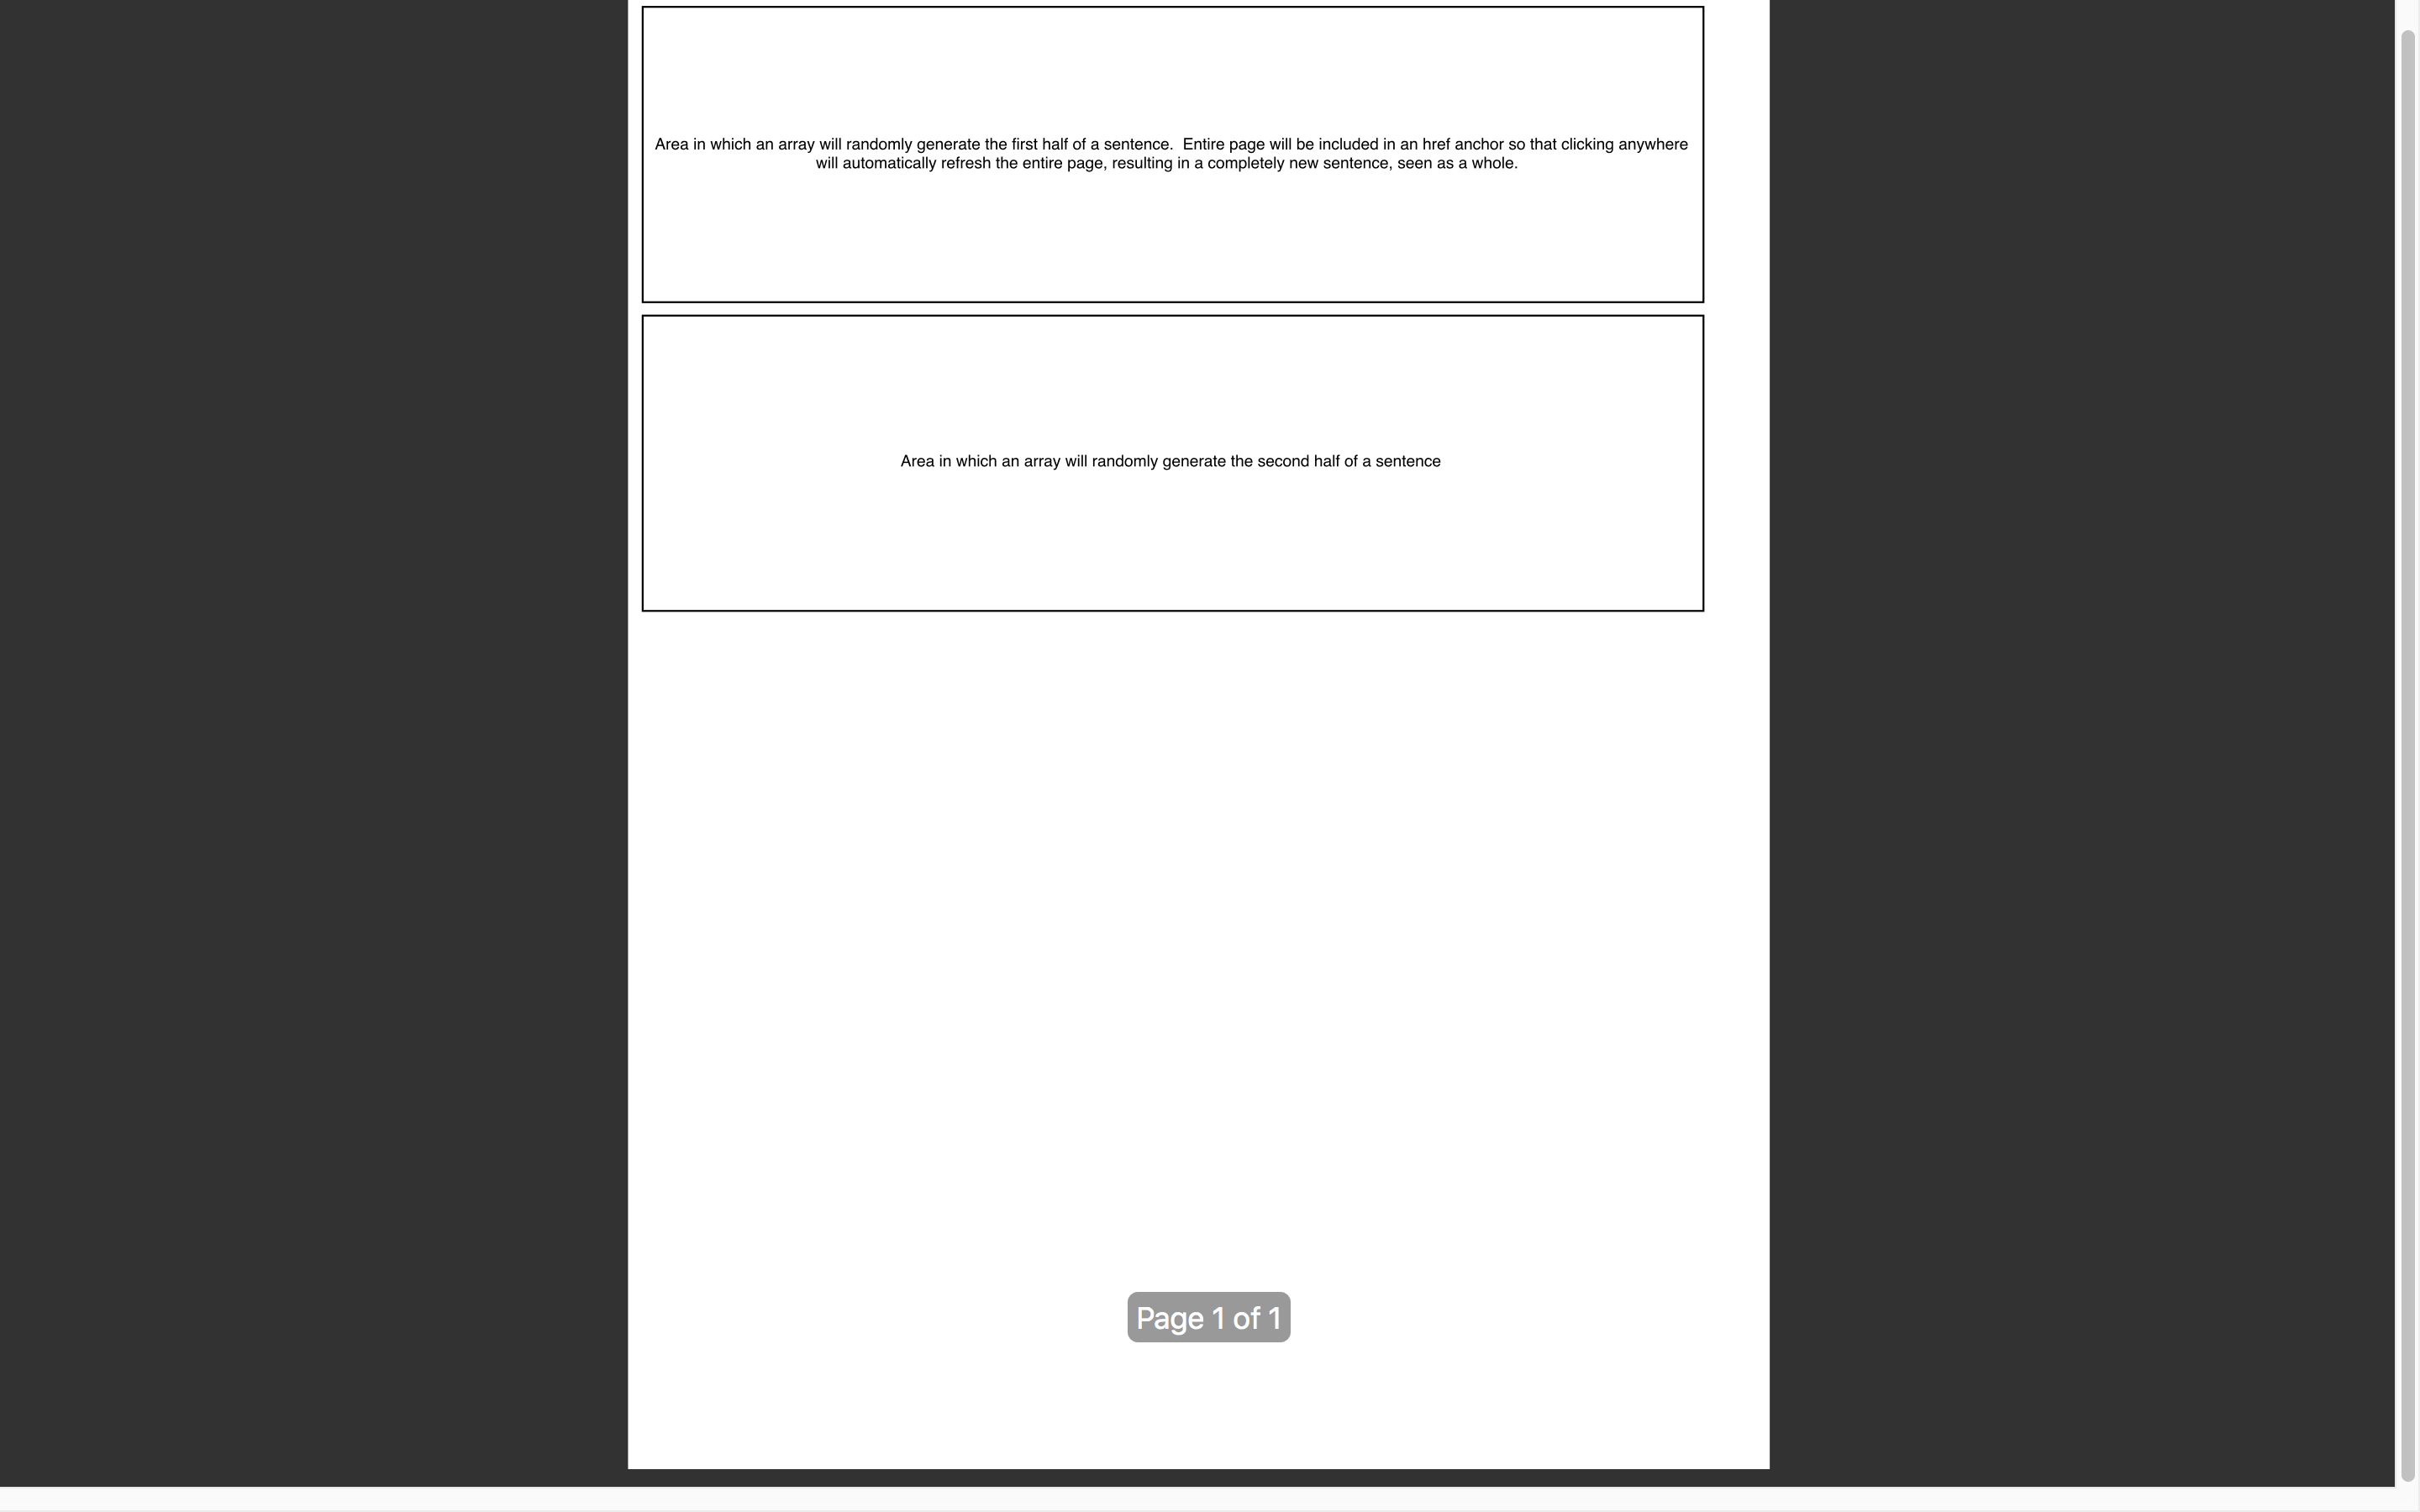 Area in which an array will randomly generate the first half of a sentence.  Entire page will be included in an href anchor so that clicking anywhere
will automatically refresh the entire page, resulting in a completely new sentence, seen as a whole.
Area in which an array will randomly generate the second half of a sentence
Page 1 of 1